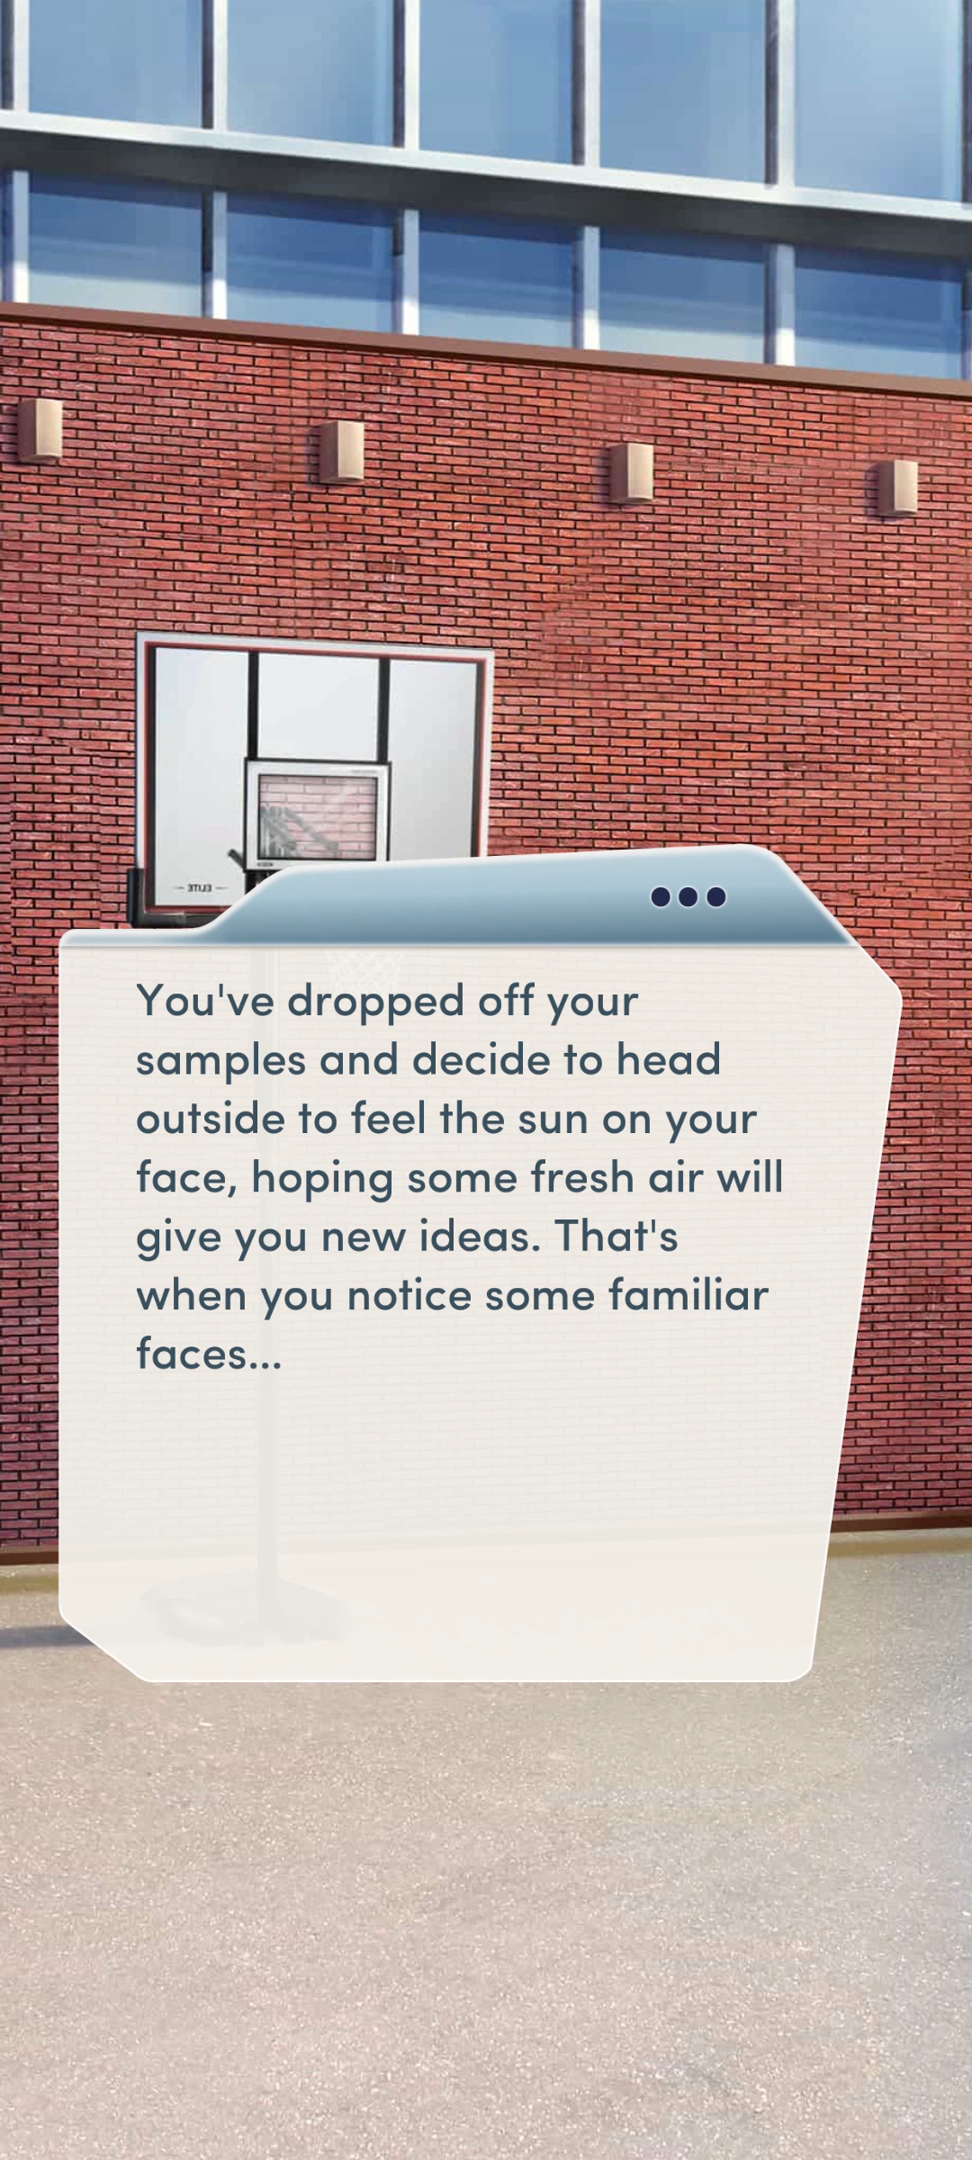 ELITE
You've dropped off your
samples and decide to head
outside to feel the sun on your
face, hoping some fresh air will
give you new ideas. That's
when you notice some familiar
faces...